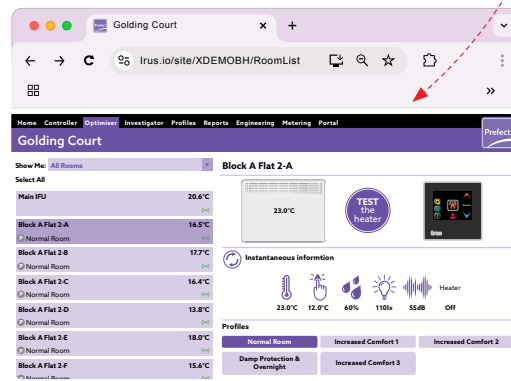 Golding Court
Irus.io/site/XDEMOBH/RoomList
Home Controller Optimiser Investigator Profiles Reports Engineering Metering Portal
Golding Court
Prefect
Show Me: All Rooms
Select All
Main IFU 20.6°C
Block A Flat 2-A 16.5°C
Normal Room
Block A Flat 2-B 17.7°C
Normal Room
Block A Flat 2-C 16.4°C
Normal Room
Block A Flat 2-D 13.8°C
Normal Room
Block A Flat 2-E 18.0°C
Normal Room
Block A Flat 2-F 15.6°C
Normal Room
Block A Flat 2-A
23.0°C
TEST
the
heater
irus
Instantaneous informtion
Heater
23.0°C 12.0°C 60% 110lx 55dB Off
Profiles
Normal Room Increased Comfort 1 Increased Comfort 2
Damp Protection &
Overnight
Increased Comfort 3